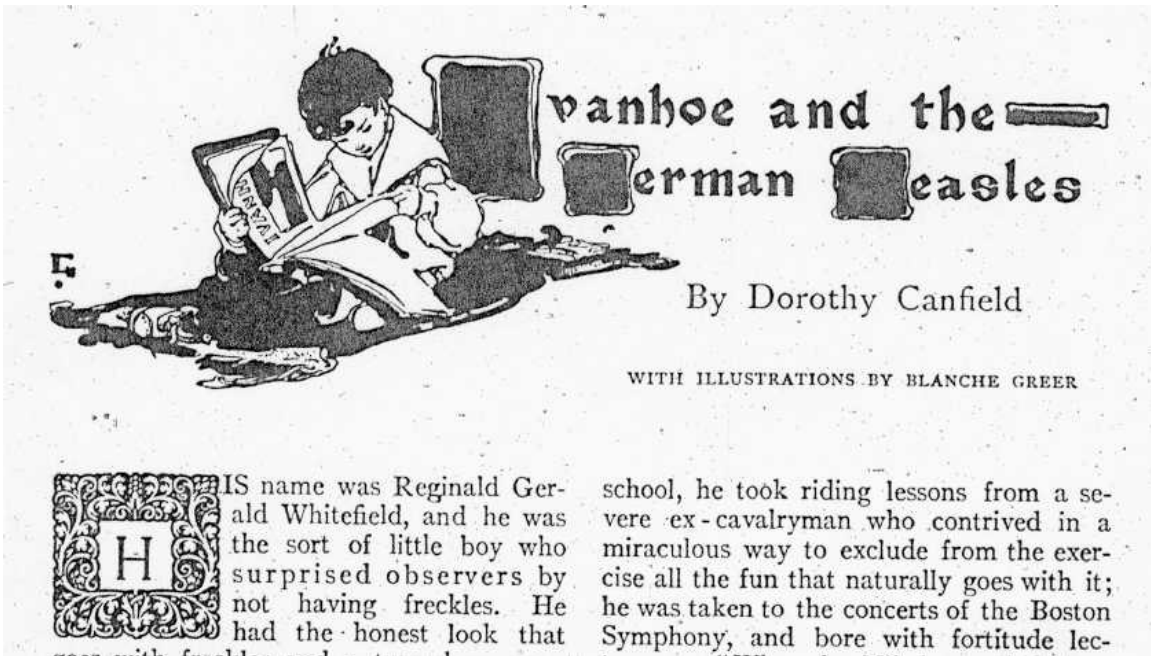 vanhoe and the
erman easles
By Dorothy Canfield
WITH ILLUSTRATIONS BY BLANCHE GREER
HIS name was Reginald Ger-
ald Whitefield, and he was
the sort of little boy who
surprised observers by
not having freckles. He
had the honest look that
school, he took riding lessons from a se-
vere ex-cavalryman who contrived in a
miraculous way to exclude from the exer-
cise all the fun that naturally goes with it;
he was taken to the concerts of the Boston
Symphony, and bore with fortitude lec-